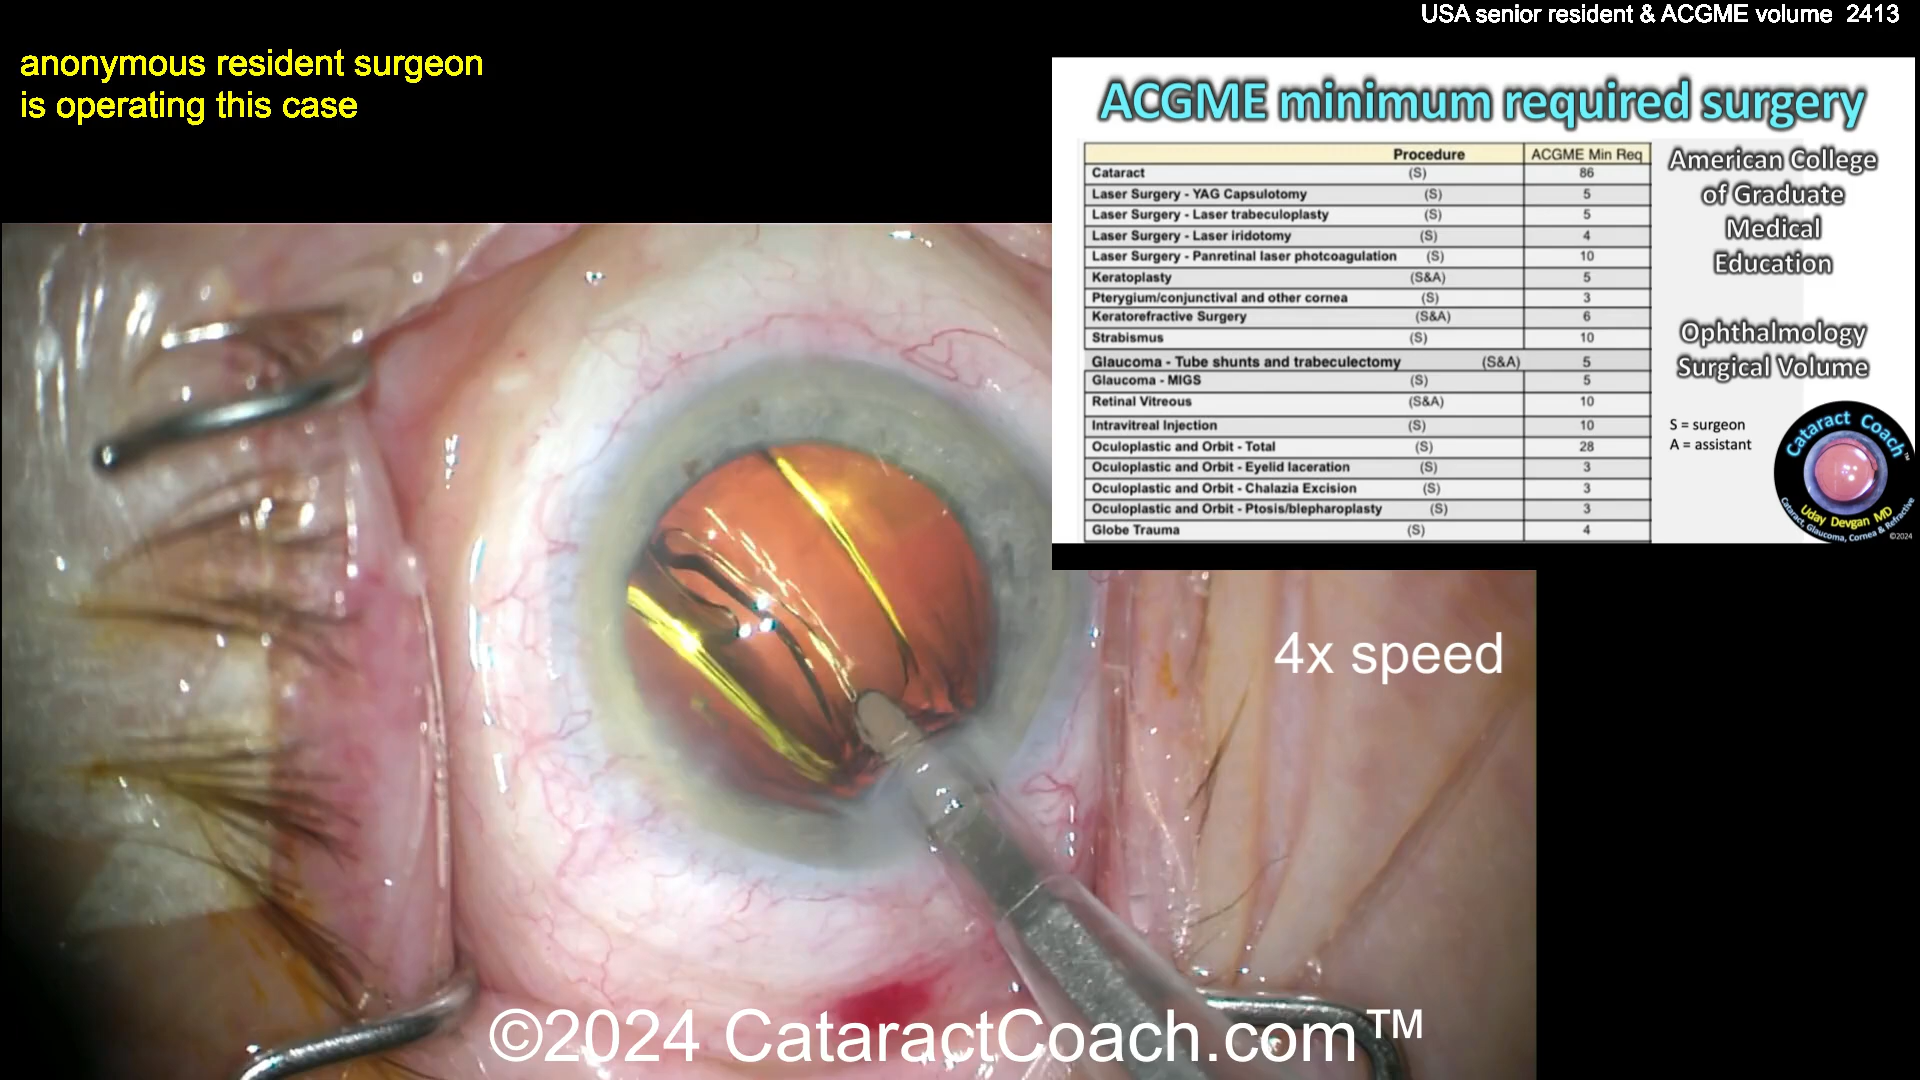 USA senior resident & ACGME volume 2413
anonymous resident surgeon
is operating this case
ACGME minimum required surgery
Procedure ACGME Min Req
Cataract (S) 86
Laser Surgery - YAG Capsulotomy (S) 5
Laser Surgery - Laser trabeculoplasty (S) 5
Laser Surgery - Laser iridotomy (S) 4
Laser Surgery - Panretinal laser photcoagulation (S) 10
Keratoplasty (S&A) 5
Pterygium/conjunctival and other cornea (S) 3
Keratorefractive Surgery (S&A) 6
Strabismus (S) 10
Glaucoma - Tube shunts and trabeculectomy (S&A) 5
Glaucoma - MIGS (S) 5
Retinal Vitreous (S&A) 10
Intravitreal Injection (S) 10
Oculoplastic and Orbit - Total (S) 28
Oculoplastic and Orbit - Eyelid laceration (S) 3
Oculoplastic and Orbit - Chalazia Excision (S) 3
Oculoplastic and Orbit - Ptosis/blepharoplasty (S) 3
Globe Trauma (S) 4
American College
of Graduate
Medical
Education
Ophthalmology
Surgical Volume
S = surgeon
A = assistant
Cataract Coach™
Uday Devgan MD
Cataract, Glaucoma, Cornea & Refractive
©2024
4x speed
©2024 CataractCoach.com™